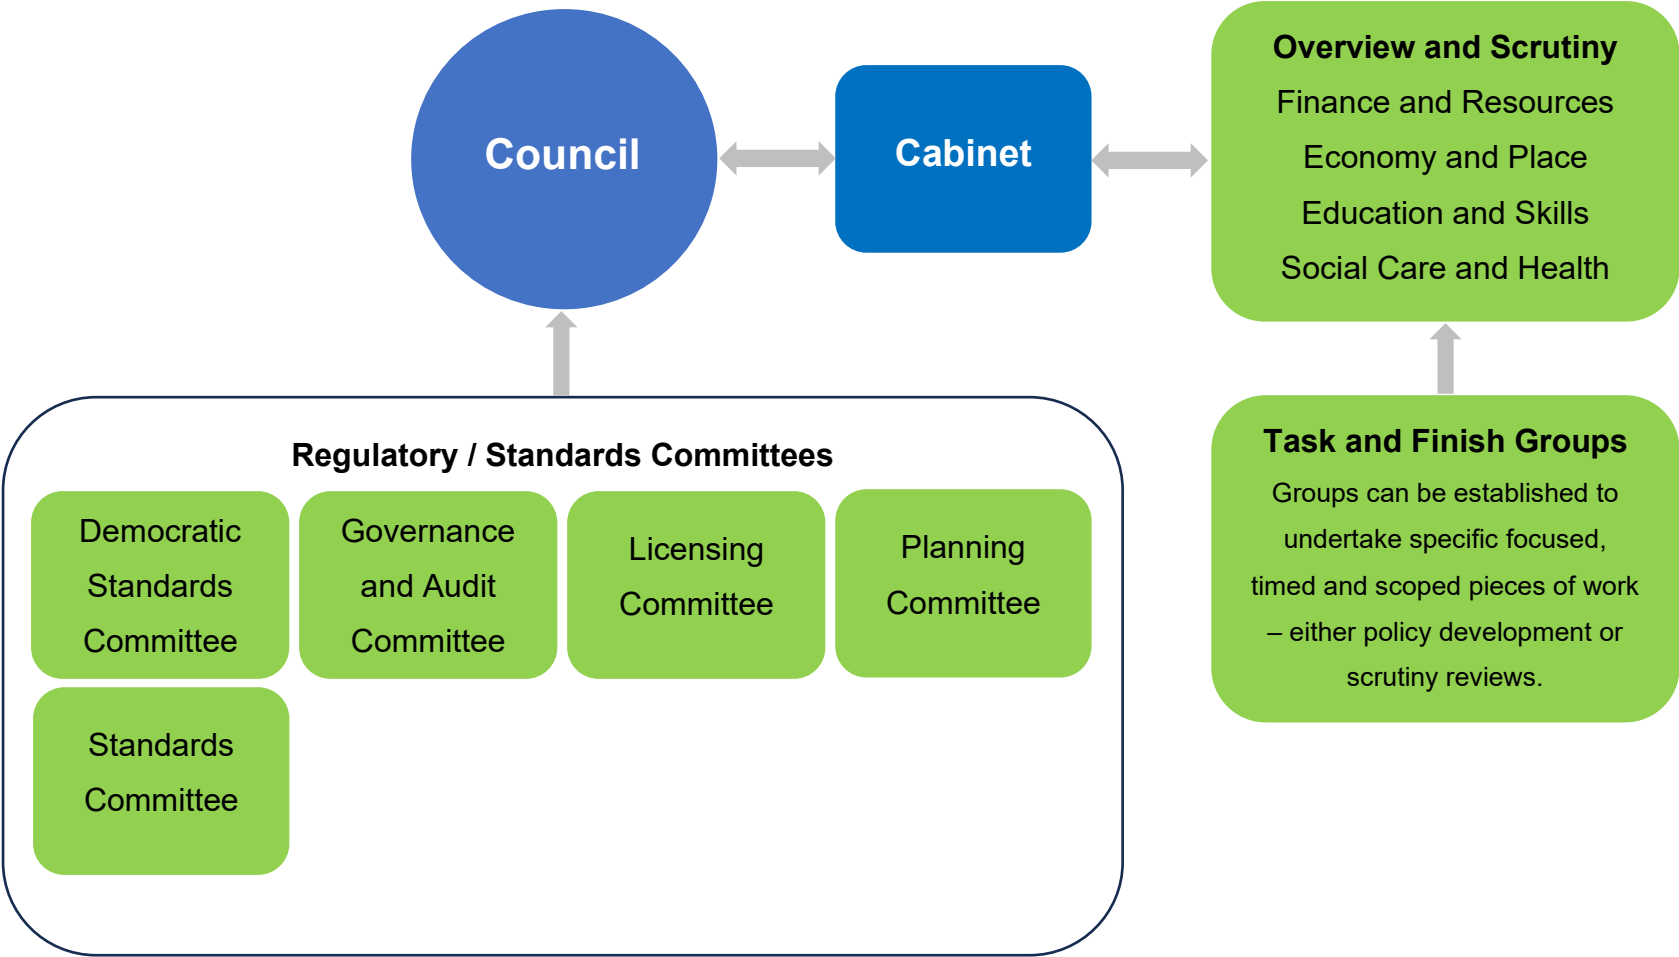 Council
Cabinet
Overview and Scrutiny
Finance and Resources
Economy and Place
Education and Skills
Social Care and Health
Regulatory / Standards Committees
Democratic
Standards
Committee
Governance
and Audit
Committee
Licensing
Committee
Planning
Committee
Standards
Committee
Task and Finish Groups
Groups can be established to
undertake specific focused,
timed and scoped pieces of work
– either policy development or
scrutiny reviews.